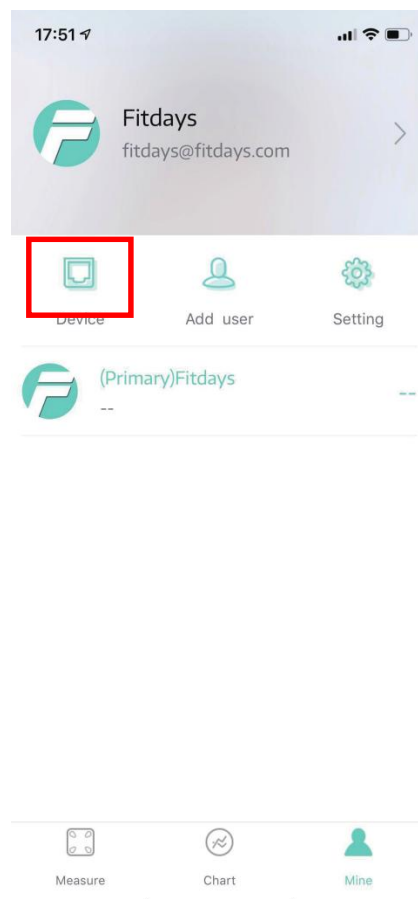 17:51
Fitdays
fitdays@fitdays.com
Device Add user Setting
(Primary)Fitdays
-- --
Measure Chart Mine